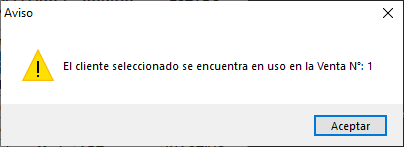 Aviso
El cliente seleccionado se encuentra en uso en la Venta N°: 1
Aceptar